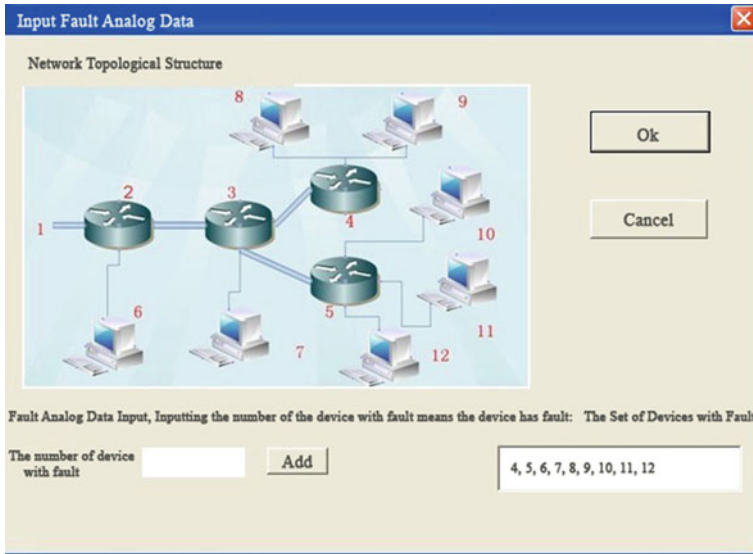 Input Fault Analog Data
Network Topological Structure
8
9
2
3
1
4
10
5
6
11
7
12
Ok
Cancel
Fault Analog Data Input, Inputting the number of the device with fault means the device has fault: The Set of Devices with Fault
The number of device
with fault
Add
4, 5, 6, 7, 8, 9, 10, 11, 12